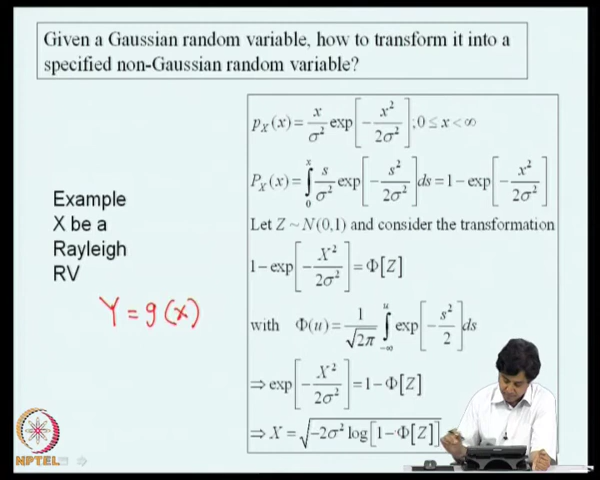 Given a Gaussian random variable, how to transform it into a
specified non-Gaussian random variable?
Example
X be a
Rayleigh
RV
Y = g(x)
p_X(x) = x/σ² exp[−x²/2σ²]; 0 ≤ x < ∞
P_X(x) = ∫₀ˣ s/σ² exp[−s²/2σ²] ds = 1 − exp[−x²/2σ²]
Let Z ~ N(0,1) and consider the transformation
1 − exp[−X²/2σ²] = Φ[Z]
with Φ(u) = 1/√2π ∫₋∞ᵘ exp[−s²/2] ds
⇒ exp[−X²/2σ²] = 1 − Φ[Z]
⇒ X = √−2σ² log[1−Φ[Z]]
NPTEL